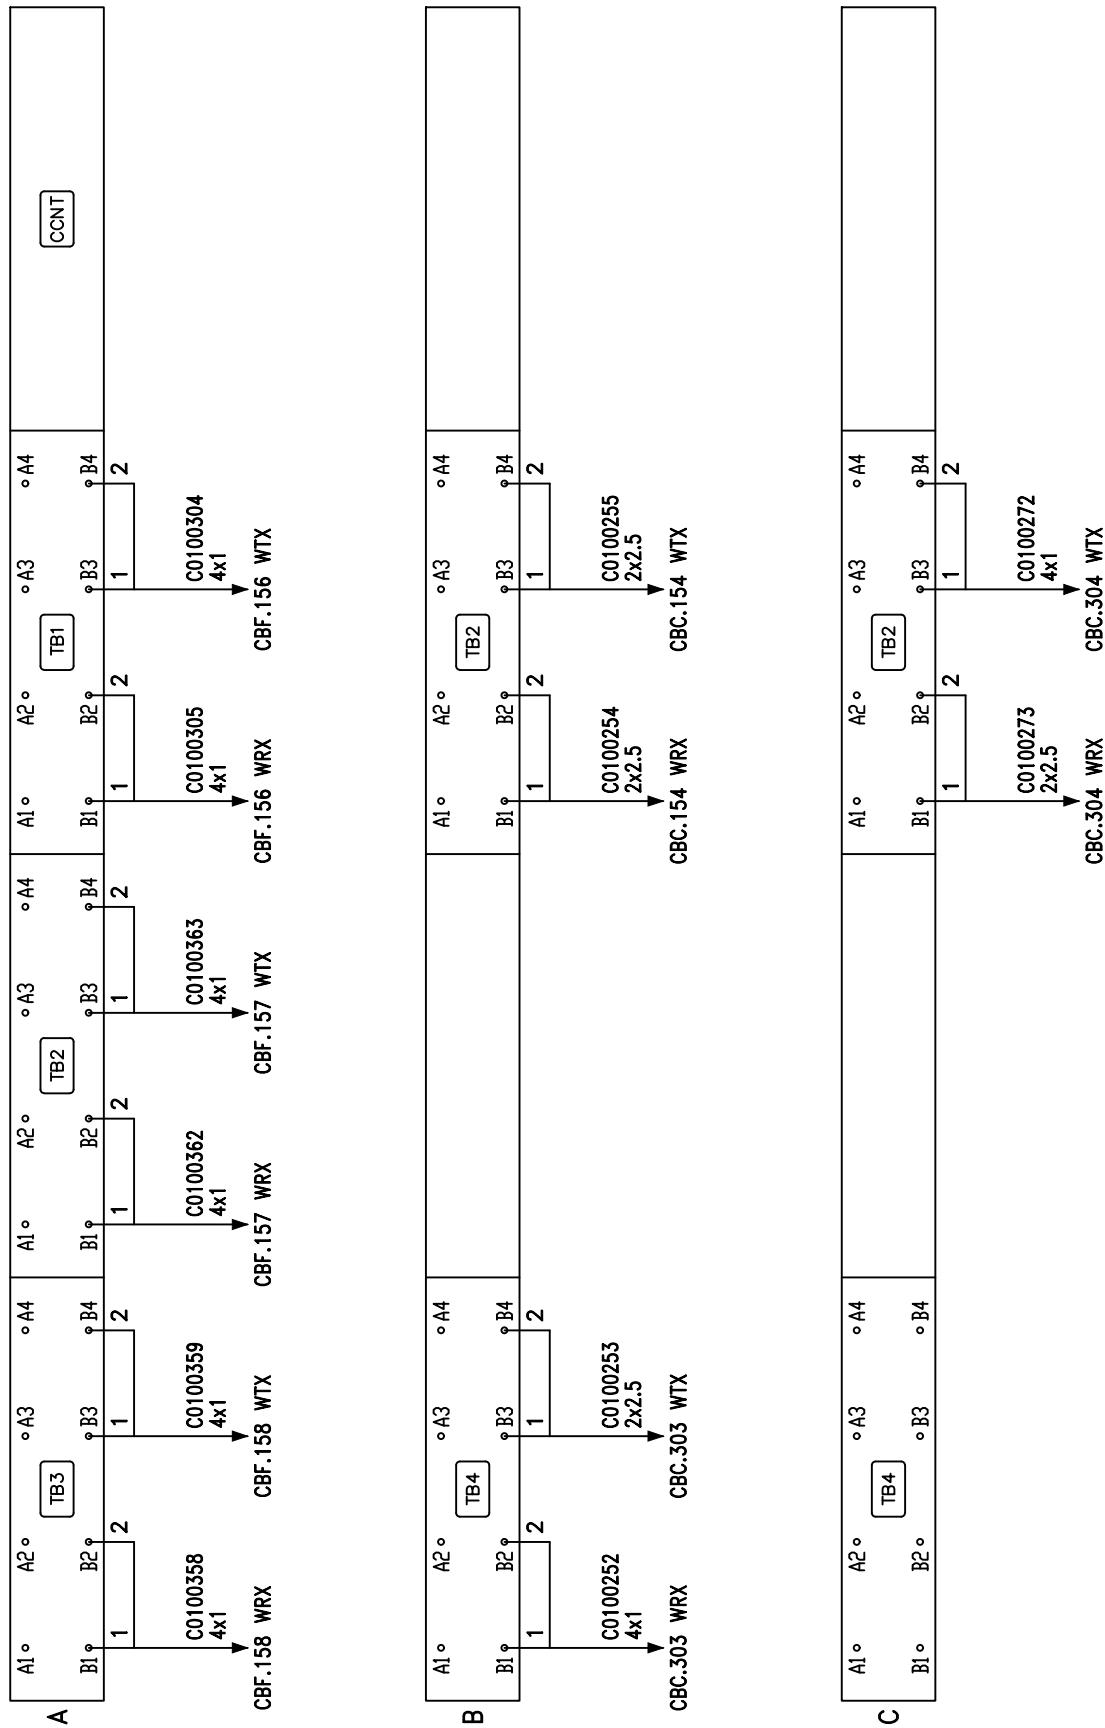 A
TB3
A1
A2
A3
A4
B1
B2
B3
B4
1
2
1
2
C0100358
4x1
CBF.158 WRX
C0100359
4x1
CBF.158 WTX
TB2
A1
A2
A3
A4
B1
B2
B3
B4
1
2
1
2
C0100362
4x1
CBF.157 WRX
C0100363
4x1
CBF.157 WTX
TB1
A1
A2
A3
A4
B1
B2
B3
B4
1
2
1
2
C0100305
4x1
CBF.156 WRX
C0100304
4x1
CBF.156 WTX
CCNT
B
TB4
A1
A2
A3
A4
B1
B2
B3
B4
1
2
1
2
C0100252
4x1
CBC.303 WRX
C0100253
2x2.5
CBC.303 WTX
TB2
A1
A2
A3
A4
B1
B2
B3
B4
1
2
1
2
C0100254
2x2.5
CBC.154 WRX
C0100255
2x2.5
CBC.154 WTX
C
TB4
A1
A2
A3
A4
B1
B2
B3
B4
TB2
A1
A2
A3
A4
B1
B2
B3
B4
1
2
1
2
C0100273
2x2.5
CBC.304 WRX
C0100272
4x1
CBC.304 WTX